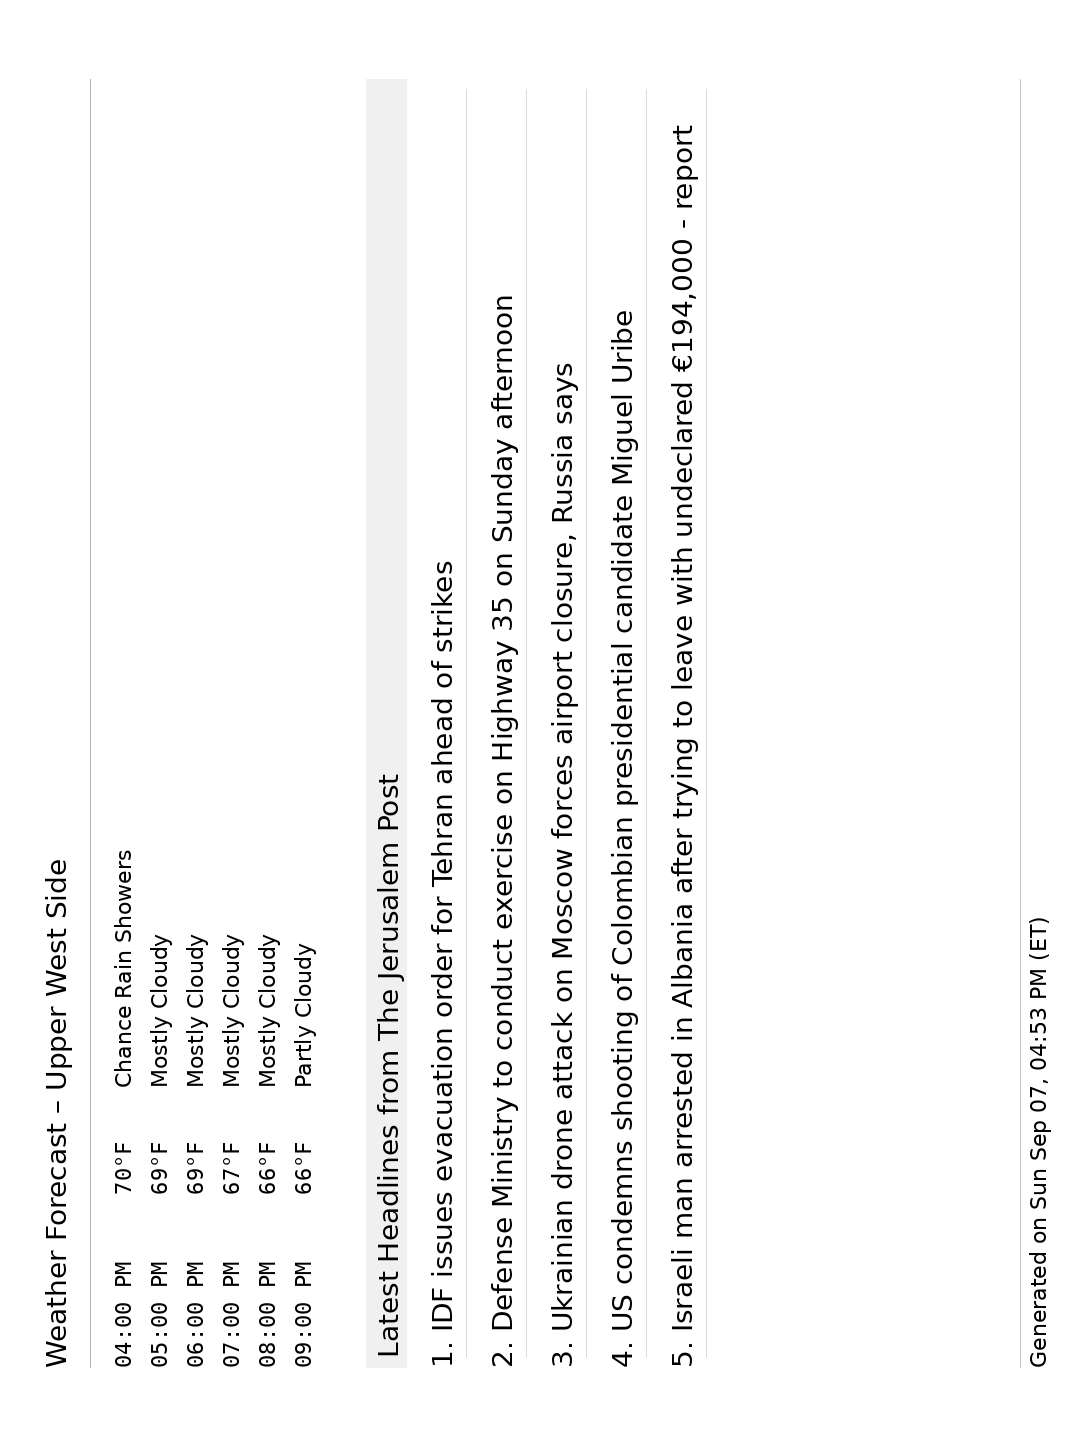 Weather Forecast – Upper West Side
04:00 PM 70°F Chance Rain Showers
05:00 PM 69°F Mostly Cloudy
06:00 PM 69°F Mostly Cloudy
07:00 PM 67°F Mostly Cloudy
08:00 PM 66°F Mostly Cloudy
09:00 PM 66°F Partly Cloudy
Latest Headlines from The Jerusalem Post
1. IDF issues evacuation order for Tehran ahead of strikes
2. Defense Ministry to conduct exercise on Highway 35 on Sunday afternoon
3. Ukrainian drone attack on Moscow forces airport closure, Russia says
4. US condemns shooting of Colombian presidential candidate Miguel Uribe
5. Israeli man arrested in Albania after trying to leave with undeclared €194,000 - report
Generated on Sun Sep 07, 04:53 PM (ET)